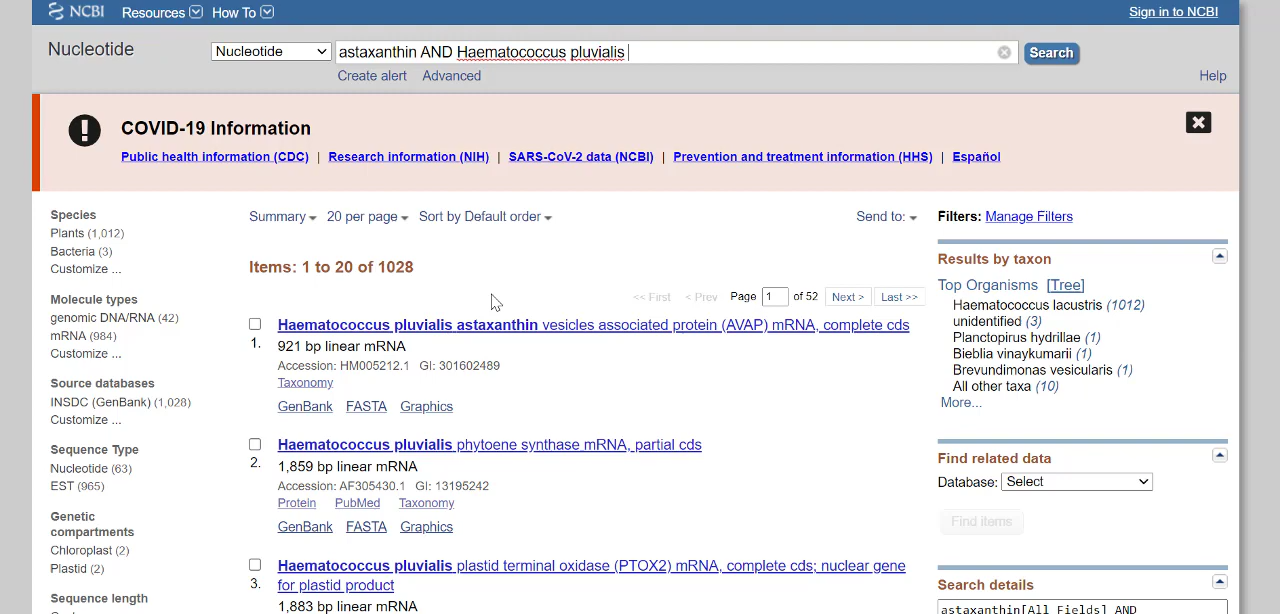 NCBI Resources How To Sign in to NCBI
Nucleotide Nucleotide astaxanthin AND Haematococcus pluvialis Search
Create alert Advanced Help
COVID-19 Information
Public health information (CDC) | Research information (NIH) | SARS-CoV-2 data (NCBI) | Prevention and treatment information (HHS) | Español
Species
Plants (1,012)
Bacteria (3)
Customize ...
Molecule types
genomic DNA/RNA (42)
mRNA (984)
Customize ...
Source databases
INSDC (GenBank) (1,028)
Customize ...
Sequence Type
Nucleotide (63)
EST (965)
Genetic
compartments
Chloroplast (2)
Plastid (2)
Sequence length
Summary 20 per page Sort by Default order Send to:
Items: 1 to 20 of 1028
<< First < Prev Page 1 of 52 Next > Last >>
Haematococcus pluvialis astaxanthin vesicles associated protein (AVAP) mRNA, complete cds
1. 921 bp linear mRNA
Accession: HM005212.1 GI: 301602489
Taxonomy
GenBank FASTA Graphics
Haematococcus pluvialis phytoene synthase mRNA, partial cds
2. 1,859 bp linear mRNA
Accession: AF305430.1 GI: 13195242
Protein PubMed Taxonomy
GenBank FASTA Graphics
Haematococcus pluvialis plastid terminal oxidase (PTOX2) mRNA, complete cds; nuclear gene
3. for plastid product
1,883 bp linear mRNA
Filters: Manage Filters
Results by taxon
Top Organisms [Tree]
Haematococcus lacustris (1012)
unidentified (3)
Planctopirus hydrillae (1)
Bieblia vinaykumarii (1)
Brevundimonas vesicularis (1)
All other taxa (10)
More...
Find related data
Database: Select
Find items
Search details
astaxanthin[All Fields] AND